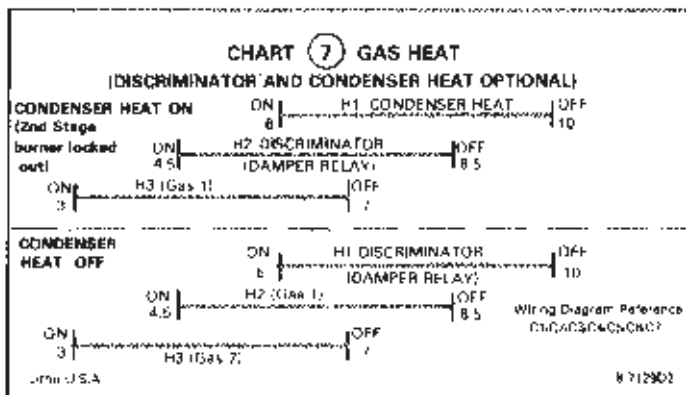 CHART 7 GAS HEAT
(DISCRIMINATOR AND CONDENSER HEAT OPTIONAL)
CONDENSER HEAT ON
(2nd Stage
burner locked
out)
ON H1 CONDENSER HEAT OFF
6 10
ON H2 DISCRIMINATOR OFF
4.5 (DAMPER RELAY) 8.5
ON H3 (Gas 1) OFF
3 7
CONDENSER
HEAT OFF
ON H1 DISCRIMINATOR OFF
(DAMPER RELAY) 10
ON H2 (Gas 1) OFF
4.5 8.5
Wiring Diagram Reference
ON OFF
3 H3 (Gas 2) 7
U.S.A.